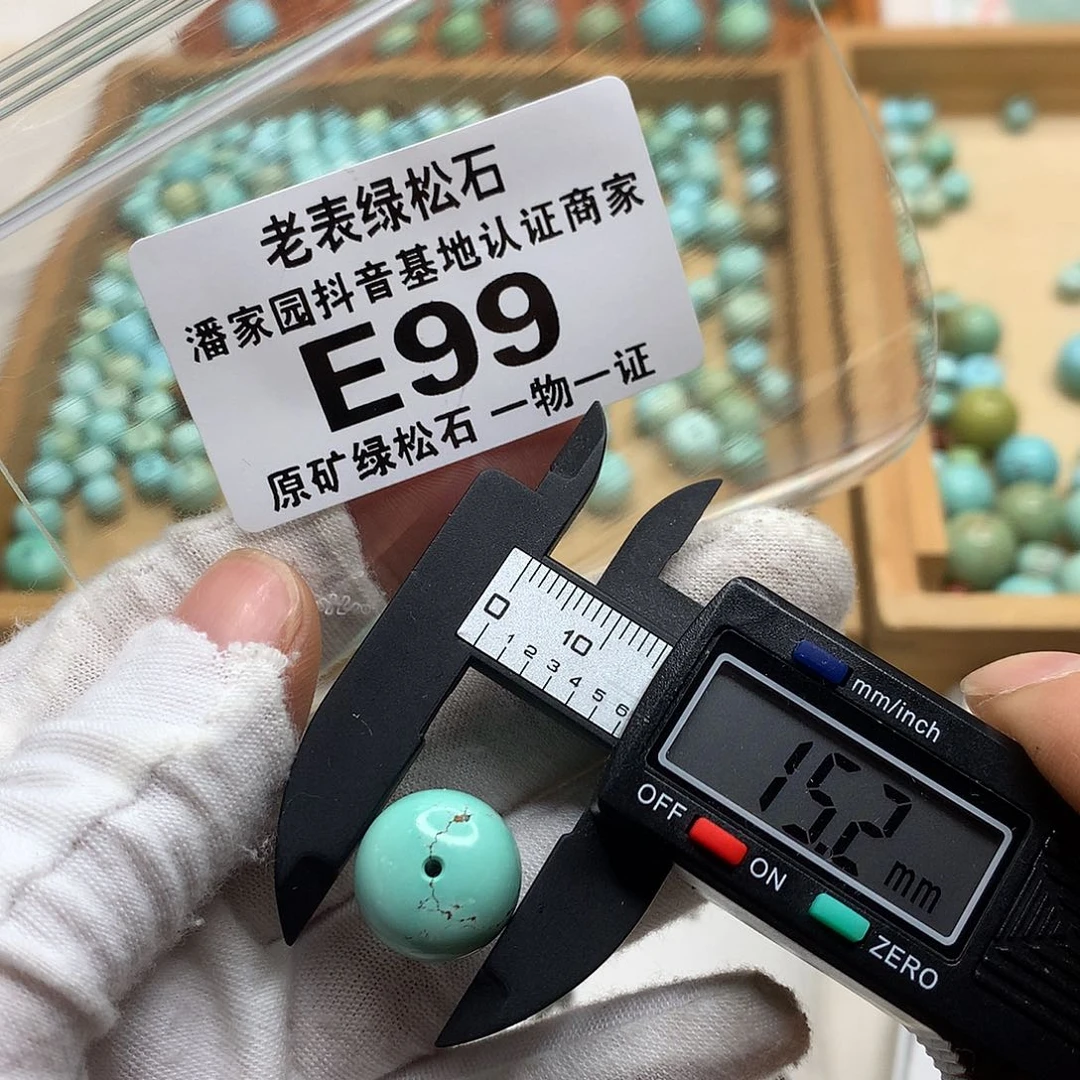 老表绿松石
潘家园抖音基地认证商家
E99
原矿绿松石 一物一证
0 10
1 2 3 4 5 6
mm/inch
15.2 mm
OFF ON ZERO